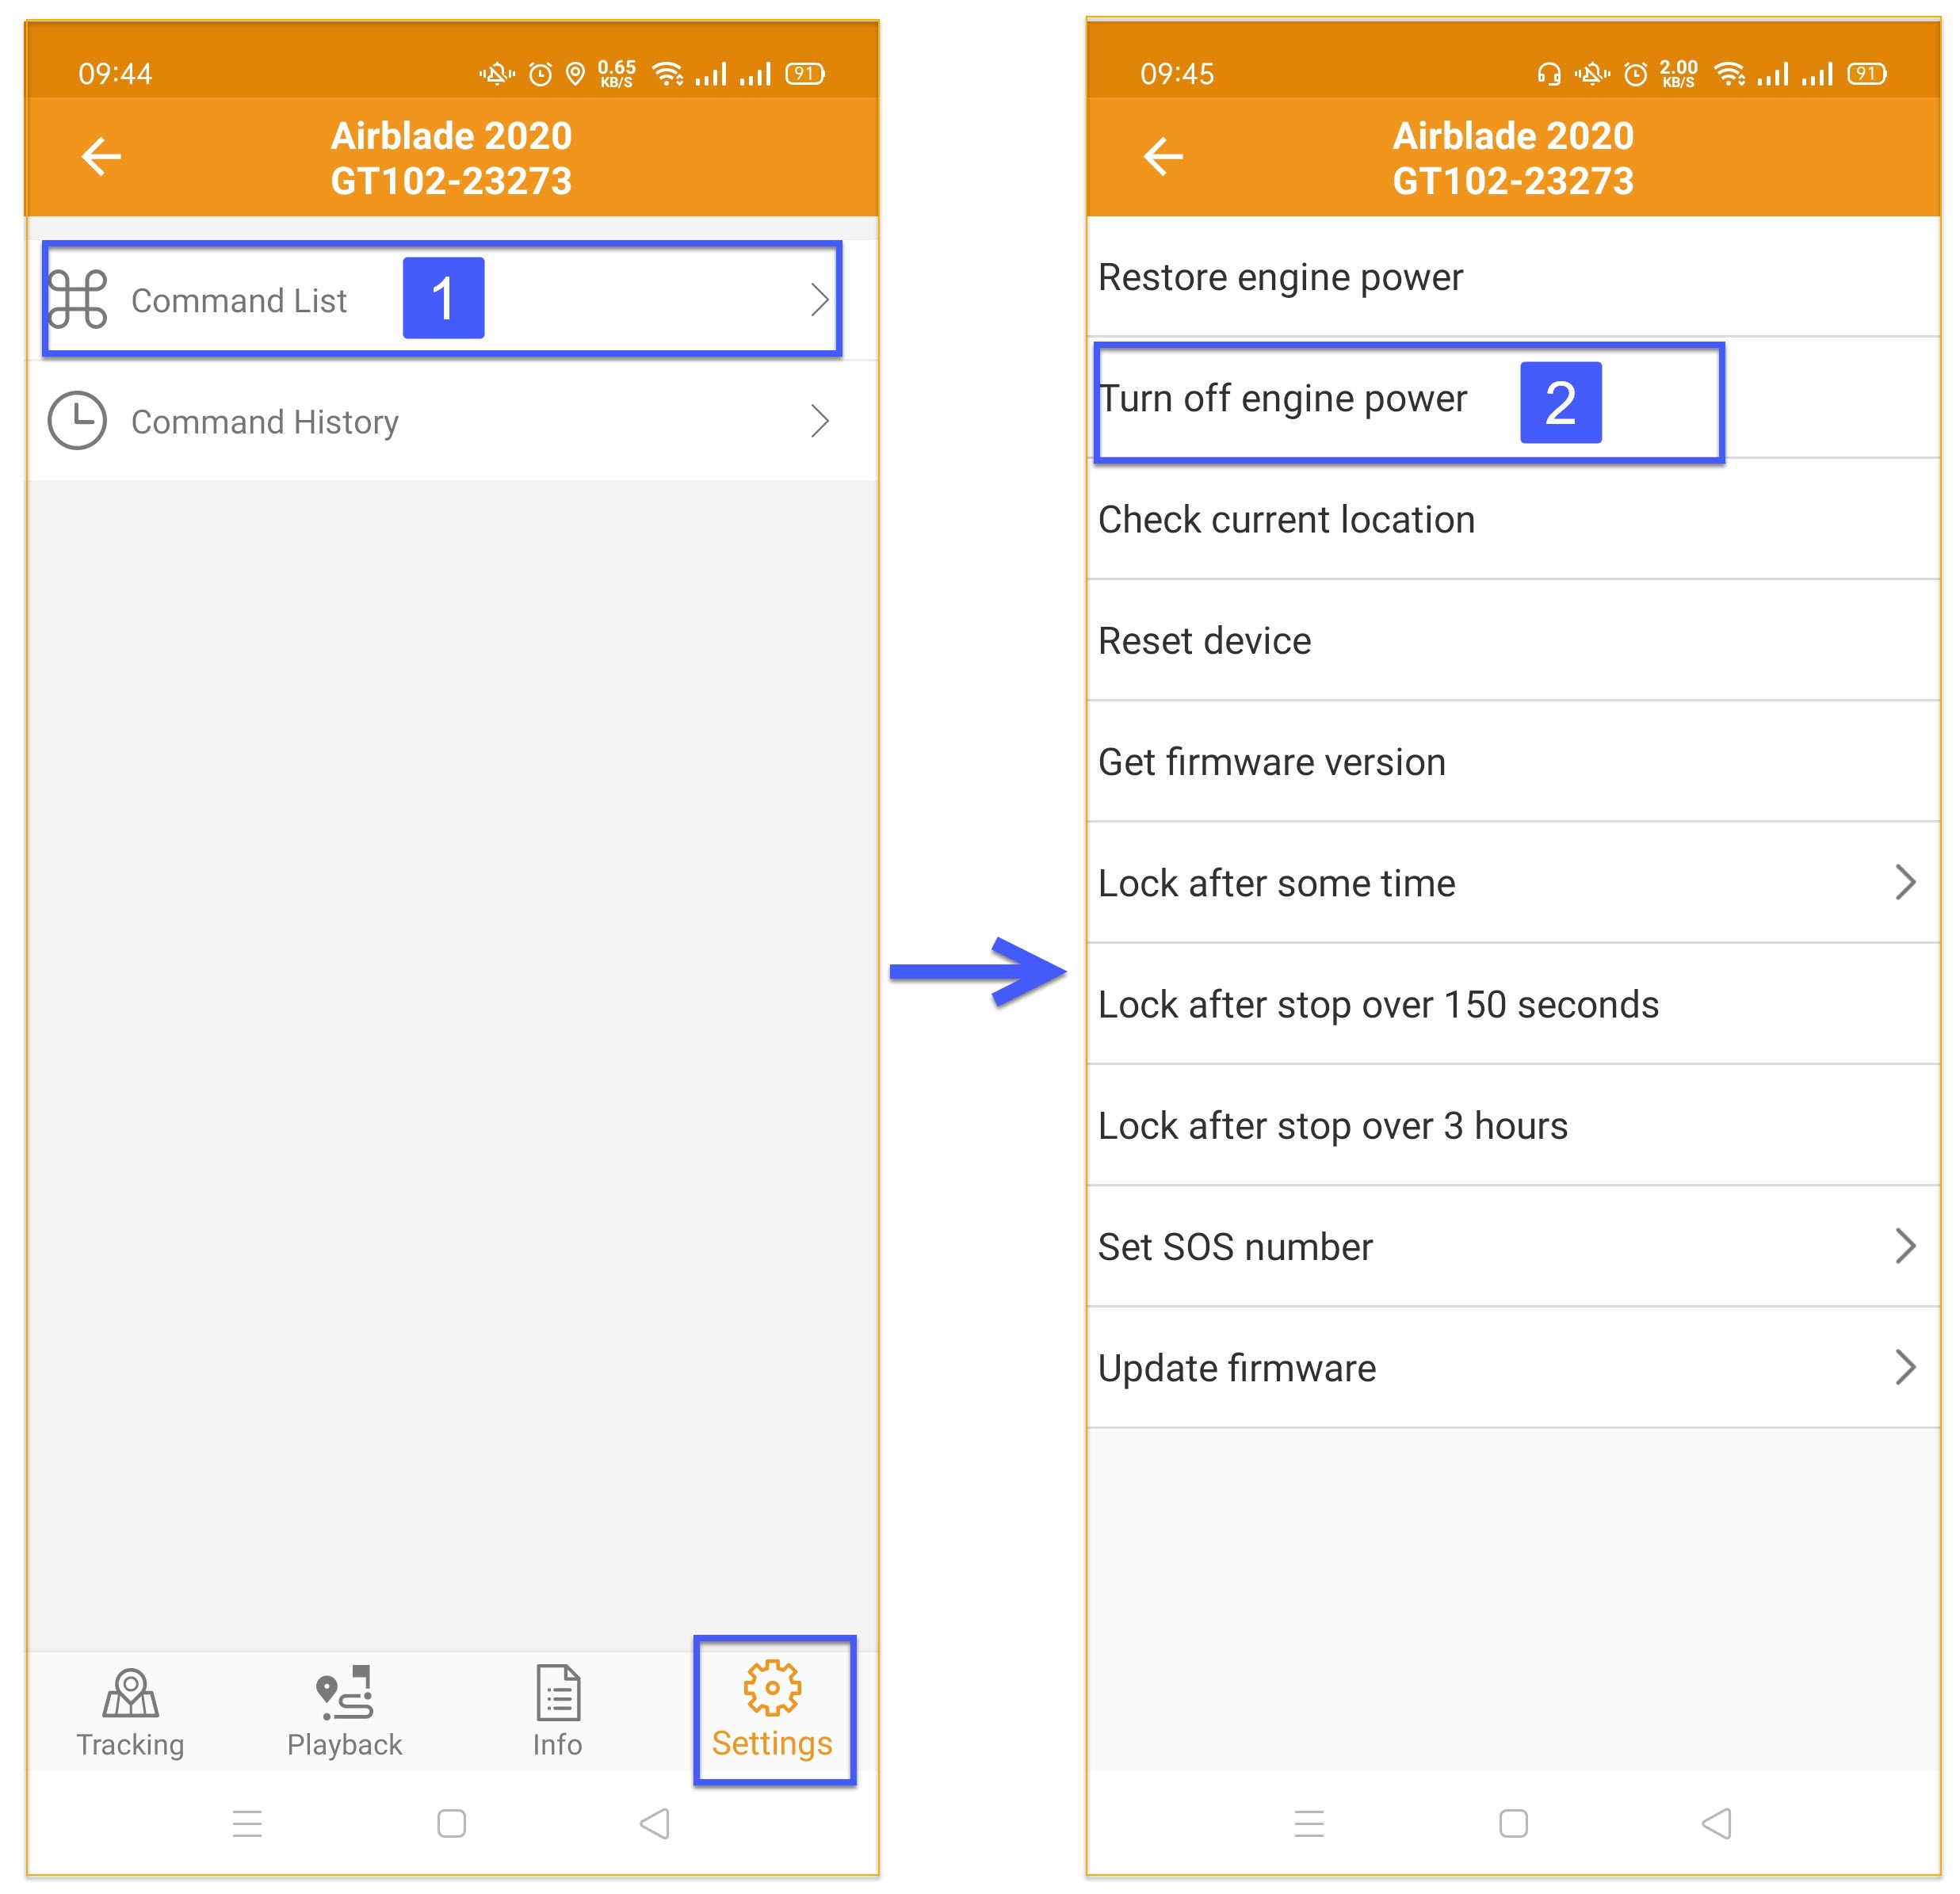 09:44
0.65
KB/S
91
Airblade 2020
GT102-23273
Command List
1
Command History
Tracking
Playback
Info
Settings
09:45
2.00
KB/S
91
Airblade 2020
GT102-23273
Restore engine power
Turn off engine power
2
Check current location
Reset device
Get firmware version
Lock after some time
Lock after stop over 150 seconds
Lock after stop over 3 hours
Set SOS number
Update firmware